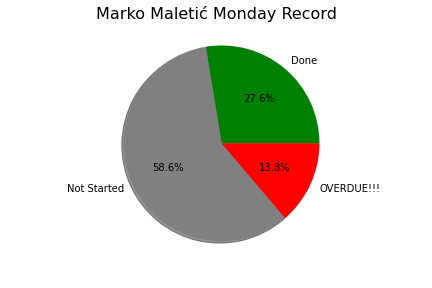 Marko Maletić Monday Record
Done
27.6%
58.6%
13.8%
Not Started
OVERDUE!!!